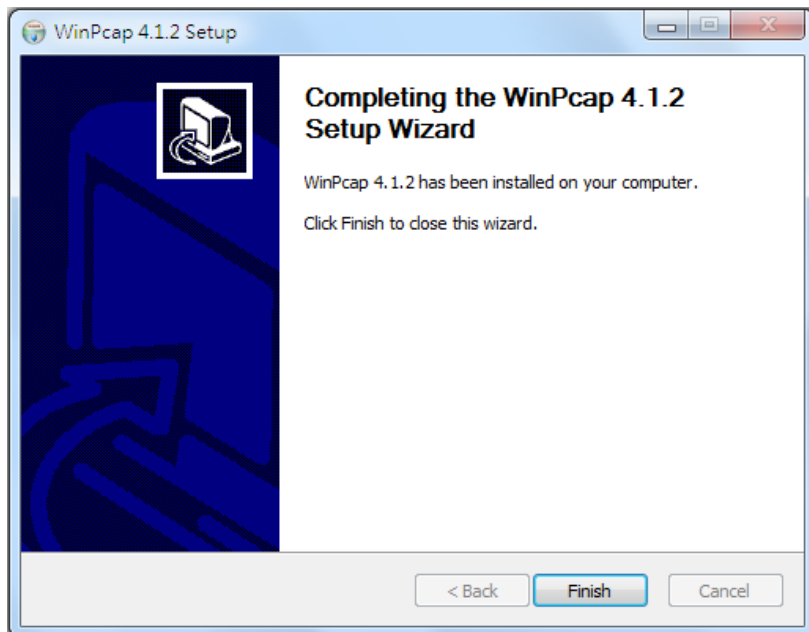 WinPcap 4.1.2 Setup
Completing the WinPcap 4.1.2
Setup Wizard
WinPcap 4.1.2 has been installed on your computer.
Click Finish to close this wizard.
< Back
Finish
Cancel